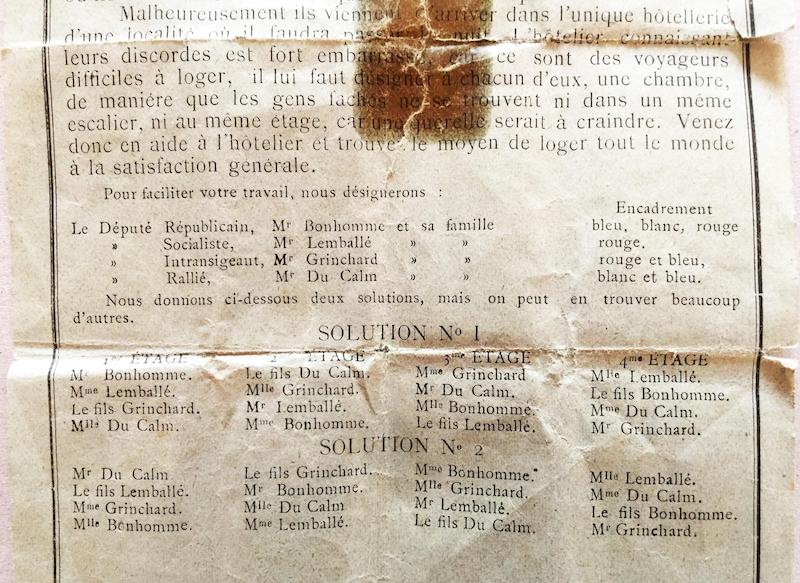 Malheureusement ils viennent d'arriver dans l'unique hôtellerie,
d'une localité où il faudra passer la nuit. L'hôtelier connaissant
leurs discordes est fort embarrassé, car ce sont des voyageurs
difficiles à loger, il lui faut désigner à chacun d'eux, une chambre,
de maniére que les gens fachés ne se trouvent ni dans un même
escalier, ni au même étage, car une querelle serait à craindre. Venez
donc en aide à l'hôtelier et trouvez le moyen de loger tout le monde
à la satisfaction générale.
Pour faciliter votre travail, nous désignerons :
Encadrement
Le Député Républicain, Mr Bonhomme et sa famille bleu, blanc, rouge
» Socialiste, Mr Lemballé » » rouge.
» Intransigeant, Mr Grinchard » » rouge et bleu,
» Rallié, Mr Du Calm » » blanc et bleu.
Nous donnons ci-dessous deux solutions, mais on peut en trouver beaucoup
d'autres.
SOLUTION No 1
1er ÉTAGE 2me ÉTAGE 3me ÉTAGE 4me ÉTAGE
Mr Bonhomme. Le fils Du Calm. Mme Grinchard Mlle Lemballé.
Mme Lemballé. Mlle Grinchard. Mr Du Calm. Le fils Bonhomme.
Le fils Grinchard. Mr Lemballé. Mlle Bonhomme. Mme Du Calm.
Mlle Du Calm. Mme Bonhomme. Le fils Lemballé. Mr Grinchard.
SOLUTION No 2
Mr Du Calm Le fils Grinchard. Mme Bonhomme. Mlle Lemballé.
Le fils Lemballé. Mr Bonhomme. Mlle Grinchard. Mme Du Calm.
Mme Grinchard. Mlle Du Calm Mr Lemballé. Le fils Bonhomme.
Mlle Bonhomme. Mme Lemballé. Le fils Du Calm. Mr Grinchard.